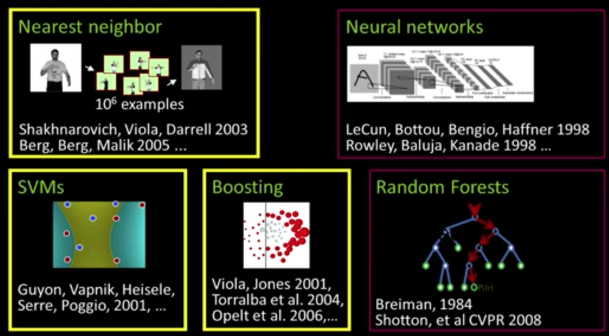 Nearest neighbor
10⁶ examples
Shakhnarovich, Viola, Darrell 2003
Berg, Berg, Malik 2005 ...
Neural networks
A
LeCun, Bottou, Bengio, Haffner 1998
Rowley, Baluja, Kanade 1998 ...
SVMs
Guyon, Vapnik, Heisele,
Serre, Poggio, 2001, ...
Boosting
Viola, Jones 2001,
Torralba et al. 2004,
Opelt et al. 2006,...
Random Forests
Breiman, 1984
Shotton, et al CVPR 2008